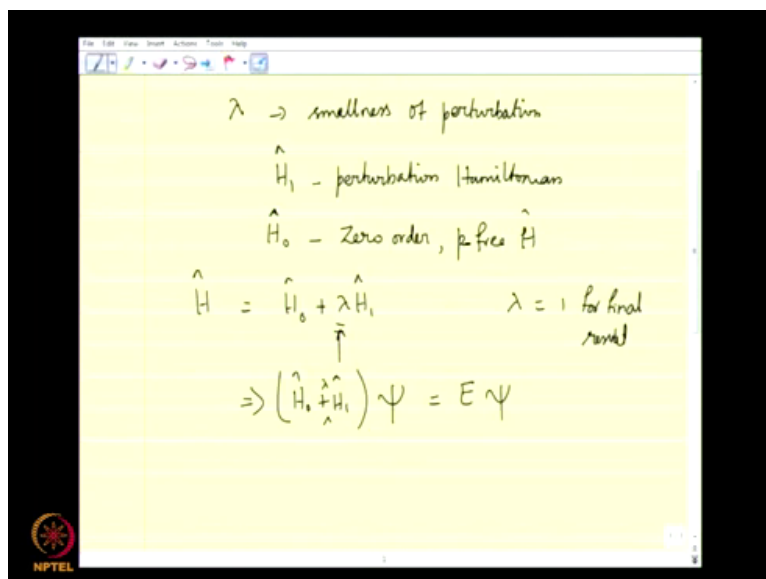 File Edit View Insert Actions Tools Help
λ → smallness of perturbation
Ĥ₁ - perturbation Hamiltonian
Ĥ₀ - Zero order, p free Ĥ
Ĥ = Ĥ₀ + λĤ₁ λ = 1 for final
result
=> (Ĥ₀ + λĤ₁) Ψ = E Ψ
NPTEL